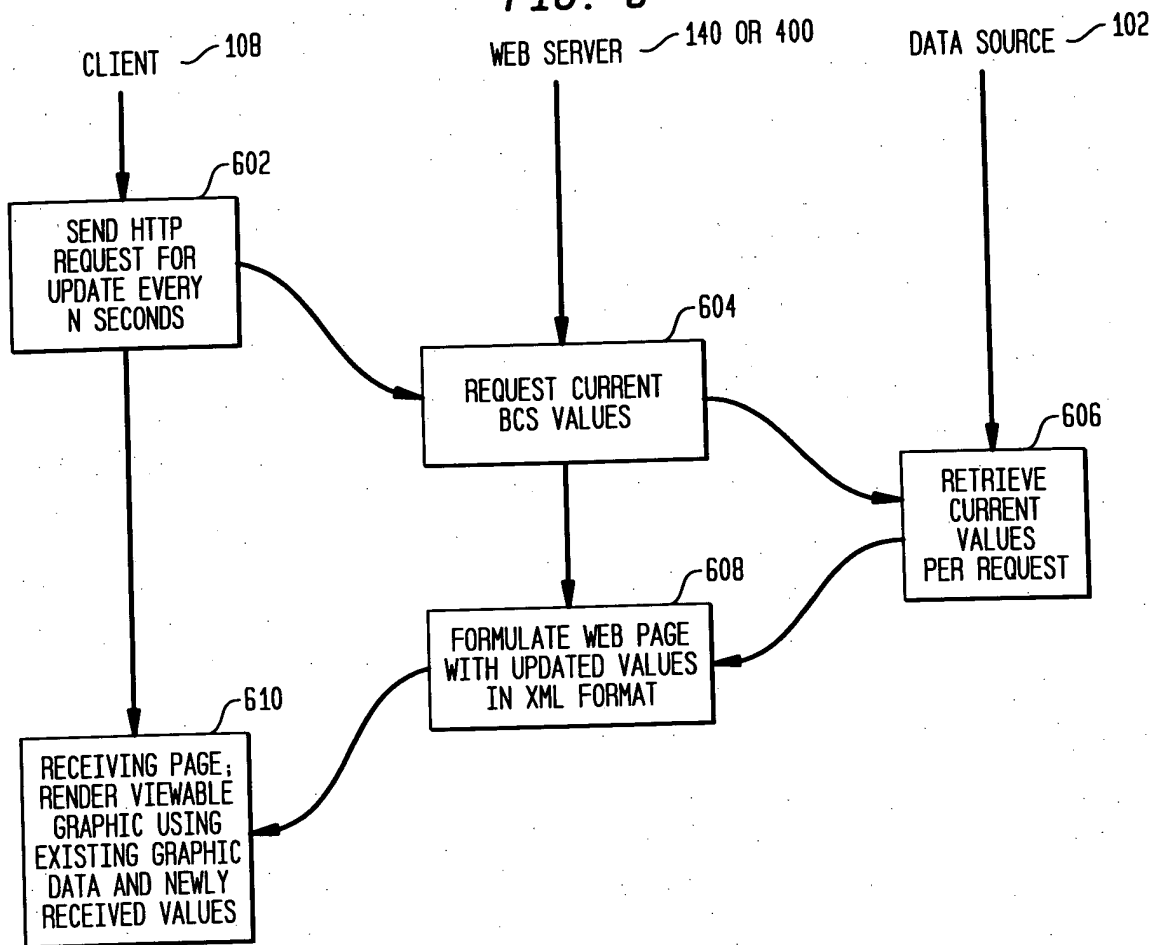 CLIENT 108
WEB SERVER 140 OR 400
DATA SOURCE 102
602
SEND HTTP
REQUEST FOR
UPDATE EVERY
N SECONDS
604
REQUEST CURRENT
BCS VALUES
606
RETRIEVE
CURRENT
VALUES
PER REQUEST
608
FORMULATE WEB PAGE
WITH UPDATED VALUES
IN XML FORMAT
610
RECEIVING PAGE;
RENDER VIEWABLE
GRAPHIC USING
EXISTING GRAPHIC
DATA AND NEWLY
RECEIVED VALUES